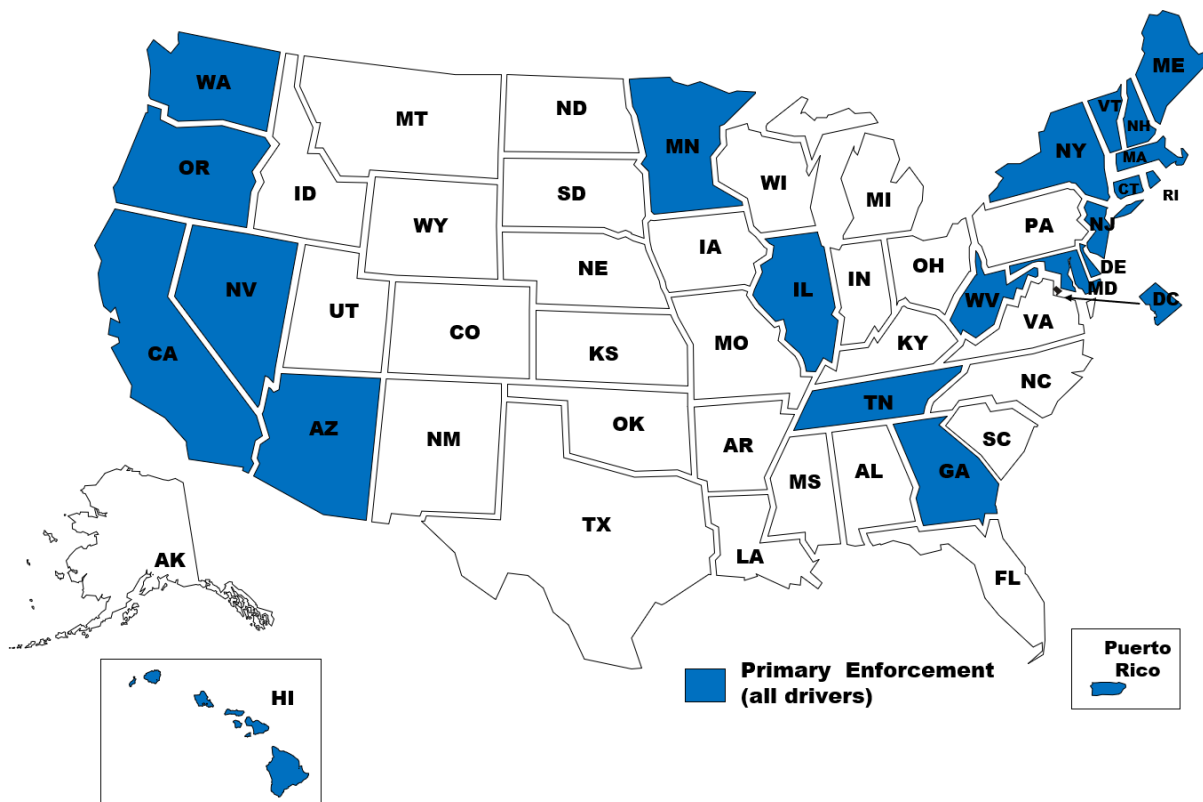 WA
MT
ND
MN
ME
VT
NH
NY
MA
OR
ID
SD
WI
MI
CT
RI
WY
IA
PA
NJ
NE
OH
IN
DE
NV
IL
WV
MD
DC
UT
CO
VA
CA
KS
MO
KY
NC
AZ
NM
OK
TN
AR
SC
MS
AL
GA
TX
LA
AK
FL
HI
Primary Enforcement
(all drivers)
Puerto
Rico